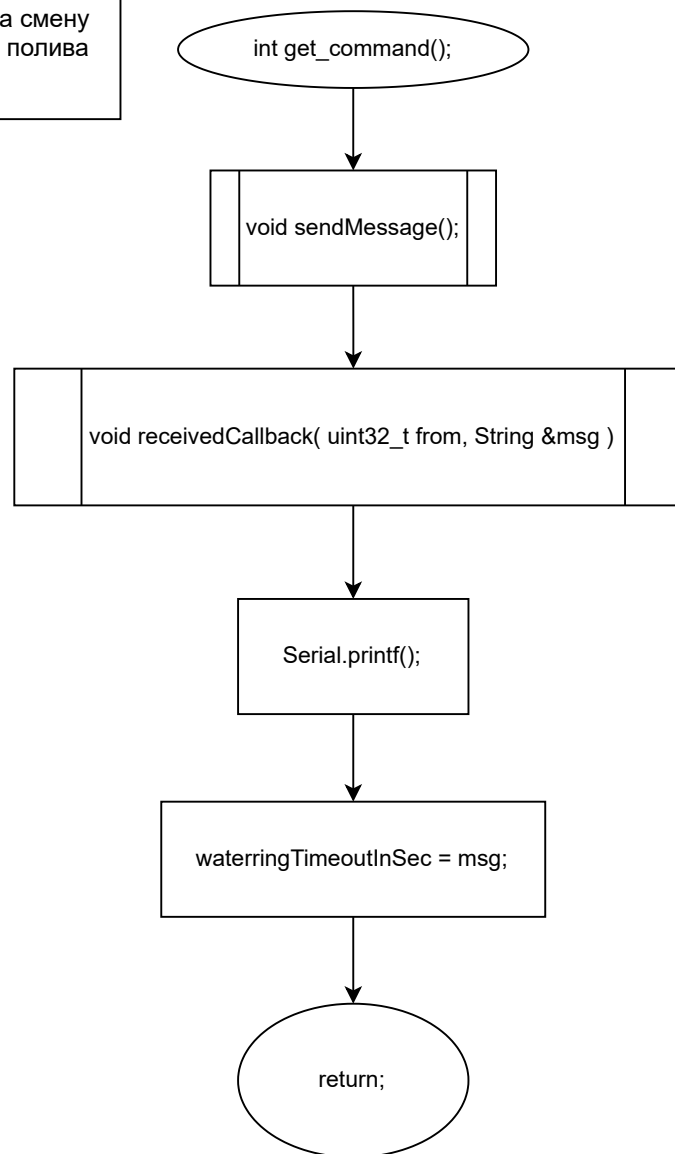 а смену
полива
int get_command();
void sendMessage();
void receivedCallback( uint32_t from, String &msg )
Serial.printf();
waterringTimeoutInSec = msg;
return;